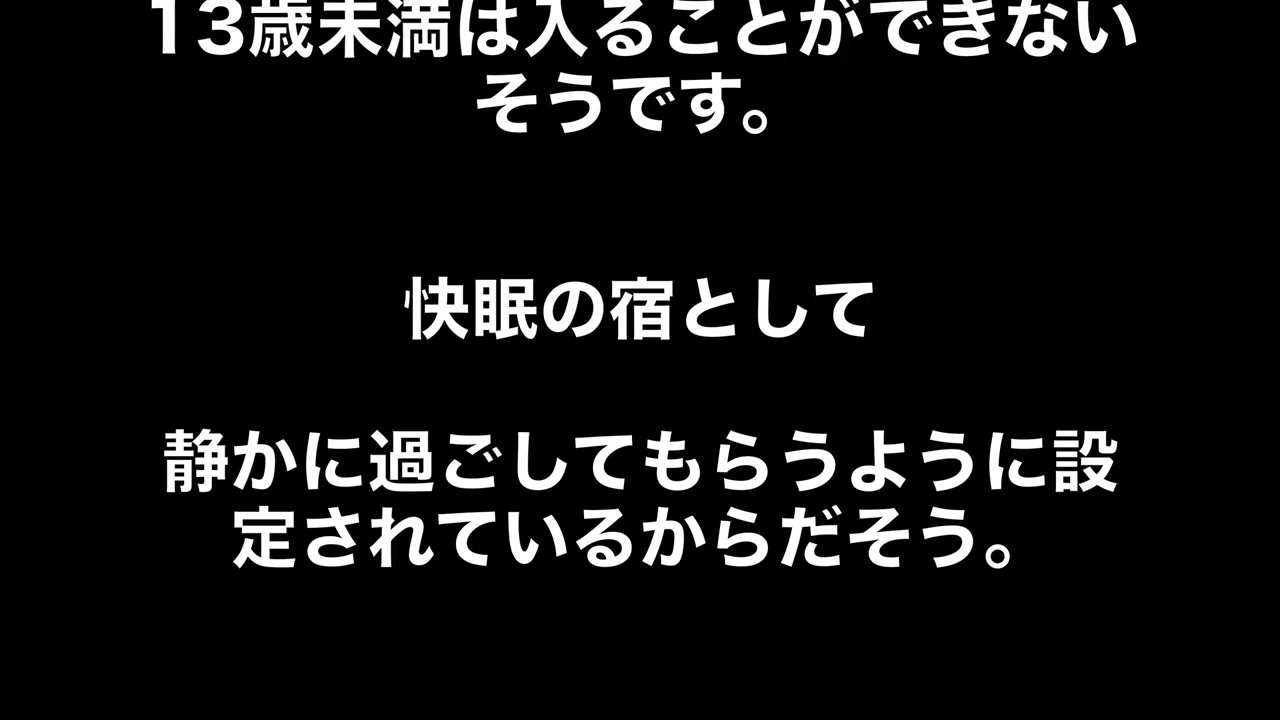 13歳未満は入ることができない
そうです。
快眠の宿として
静かに過ごしてもらうように設
定されているからだそう。